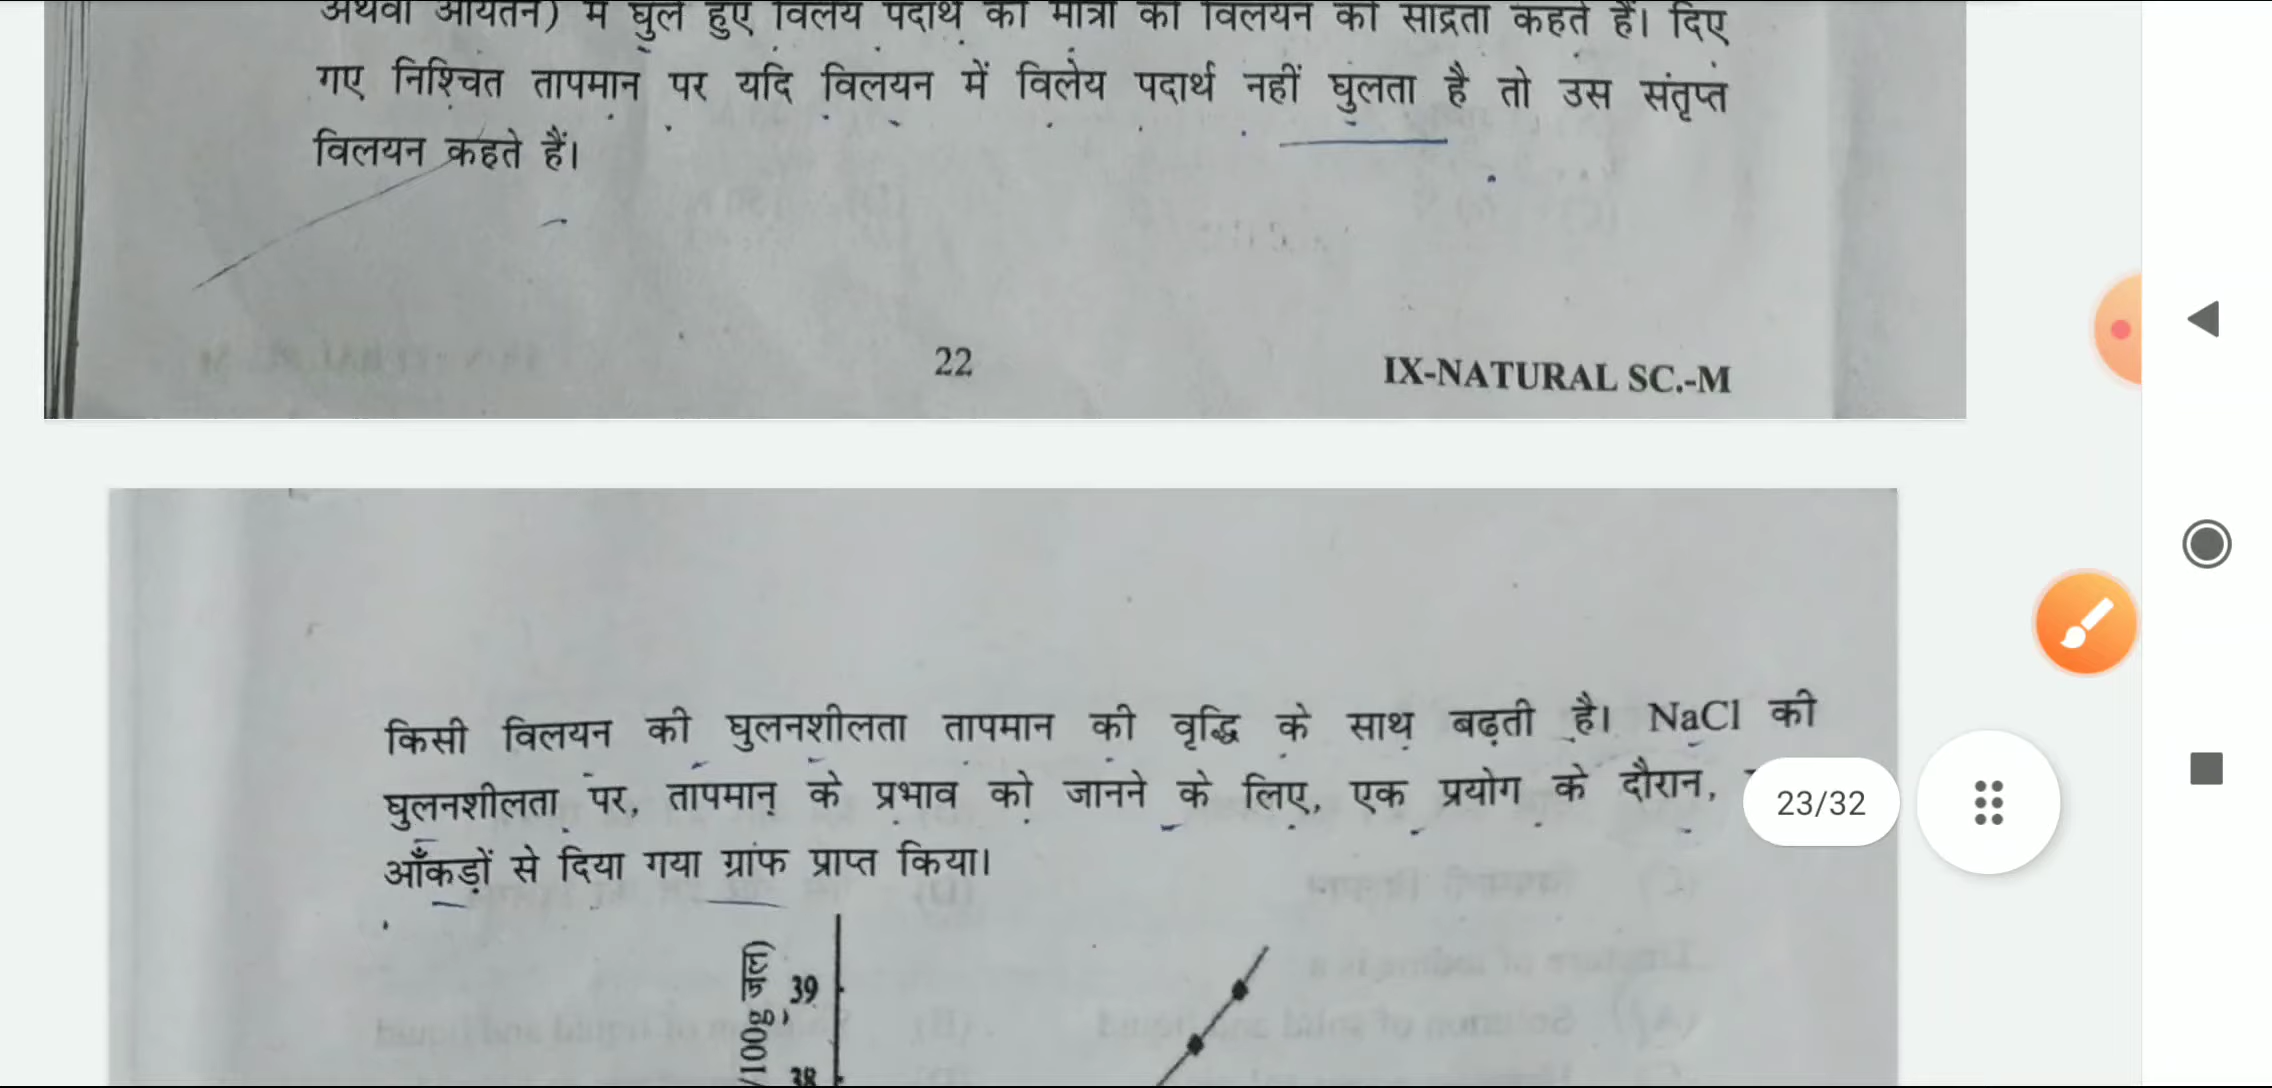 अथवा आयतन) में घुले हुए विलेय पदार्थ की मात्रा को विलयन की सांद्रता कहते हैं। दिए
गए निश्चित तापमान पर यदि विलयन में विलेय पदार्थ नहीं घुलता है तो उस संतृप्त
विलयन कहते हैं।
22
IX-NATURAL SC.-M
किसी विलयन की घुलनशीलता तापमान की वृद्धि के साथ बढ़ती है। NaCl की
घुलनशीलता पर, तापमान के प्रभाव को जानने के लिए, एक प्रयोग के दौरान,
23/32
आँकड़ों से दिया गया ग्राफ प्राप्त किया।
/100g जल)
39
38